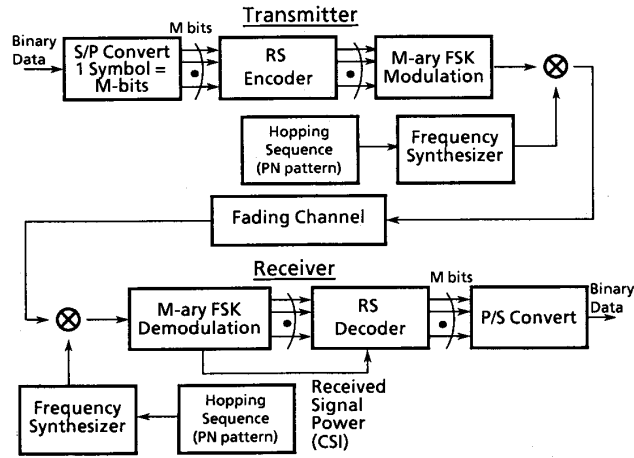 Transmitter
Binary
Data
S/P Convert
1 Symbol =
M-bits
M bits
RS
Encoder
M-ary FSK
Modulation
Hopping
Sequence
(PN pattern)
Frequency
Synthesizer
Fading Channel
Receiver
M-ary FSK
Demodulation
RS
Decoder
M bits
P/S Convert
Binary
Data
Received
Signal
Power
(CSI)
Frequency
Synthesizer
Hopping
Sequence
(PN pattern)